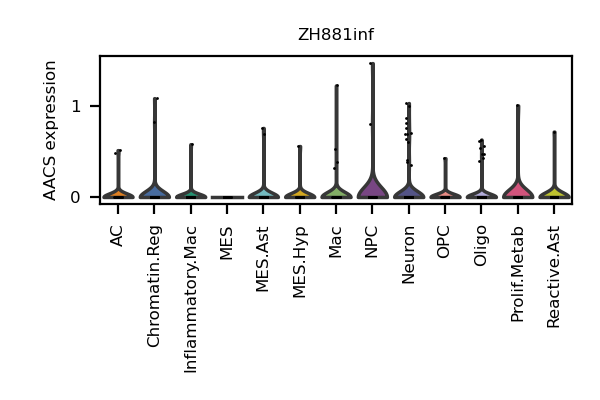 ZH881inf
AACS expression
1
0
AC
Chromatin.Reg
Inflammatory.Mac
MES
MES.Ast
MES.Hyp
Mac
NPC
Neuron
OPC
Oligo
Prolif.Metab
Reactive.Ast